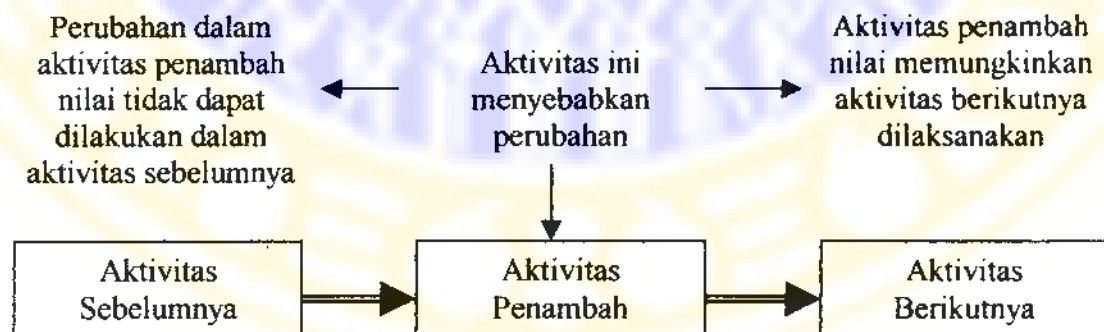 Perubahan dalam
aktivitas penambah
nilai tidak dapat
dilakukan dalam
aktivitas sebelumnya
Aktivitas ini
menyebabkan
perubahan
Aktivitas penambah
nilai memungkinkan
aktivitas berikutnya
dilaksanakan
Aktivitas
Sebelumnya
Aktivitas
Penambah
Aktivitas
Berikutnya